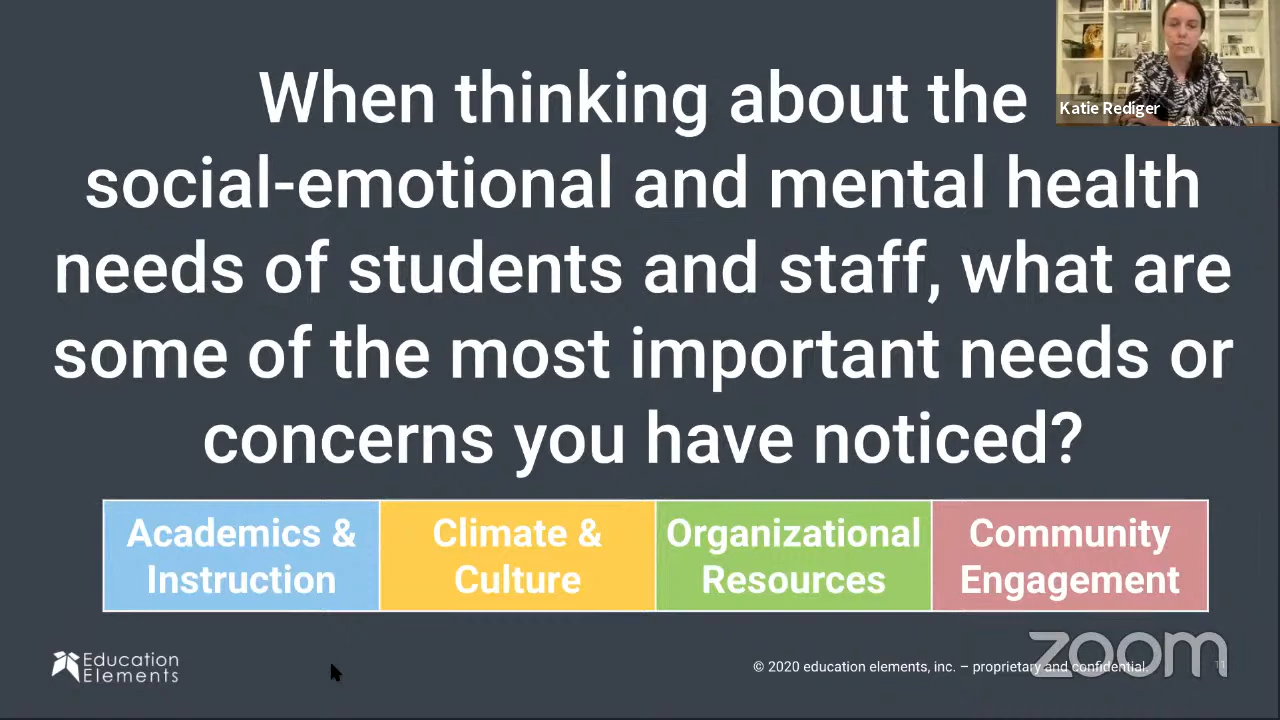 When thinking about the
social-emotional and mental health
needs of students and staff, what are
some of the most important needs or
concerns you have noticed?
Katie Rediger
Academics &
Instruction
Climate &
Culture
Organizational
Resources
Community
Engagement
Education
Elements
© 2020 education elements, inc. – proprietary and confidential.
11
zoom